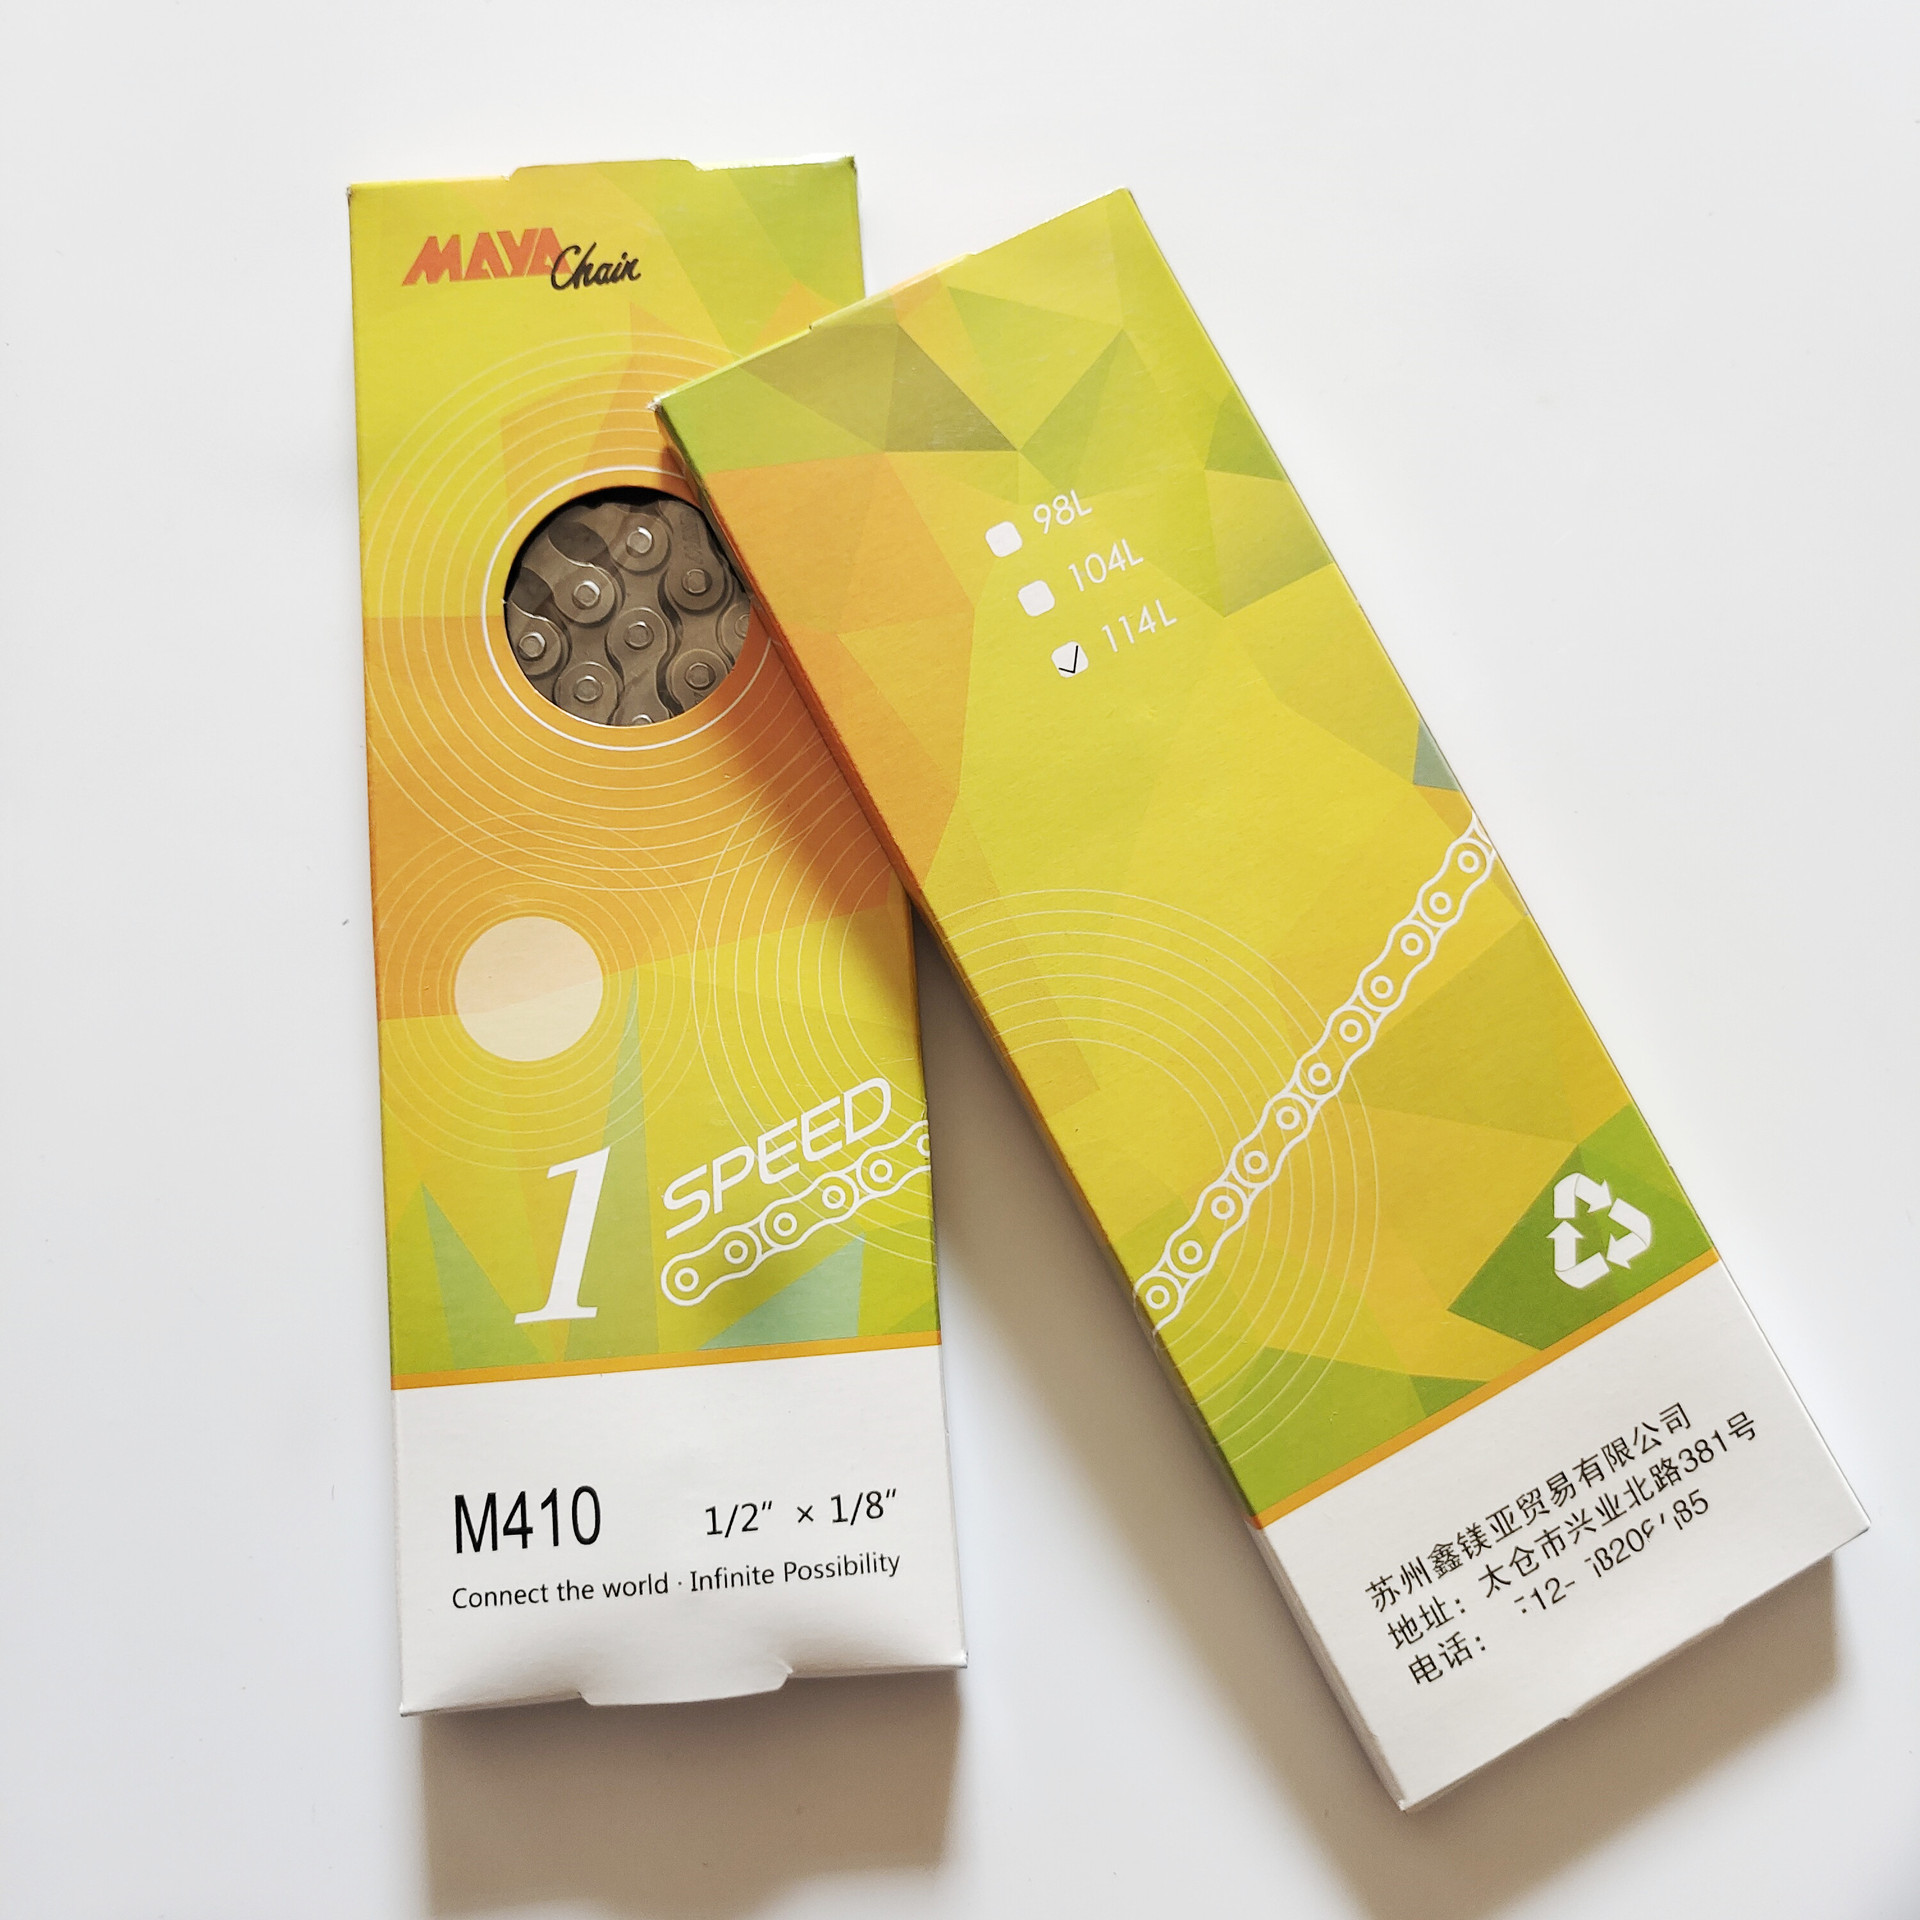 MAYA Chain
1 SPEED
M410 1/2" × 1/8"
Connect the world · Infinite Possibility
98L
104L
114L
苏州鑫镁亚贸易有限公司
地址：太仓市兴业北路381号
电话：